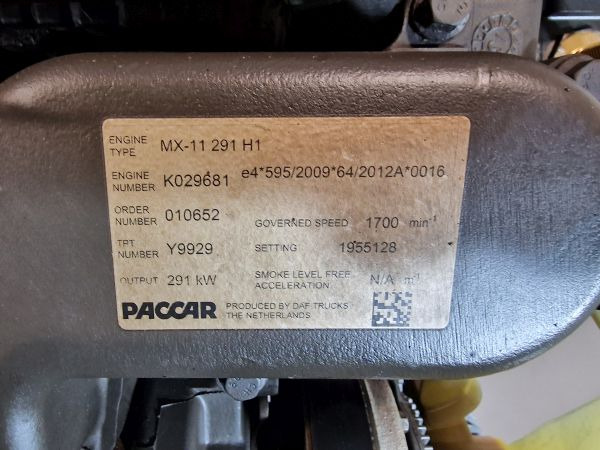 ENGINE TYPE MX-11 291 H1
ENGINE NUMBER K029681 e4*595/2009*64/2012A*0016
ORDER NUMBER 010652 GOVERNED SPEED 1700 min-1
TPT NUMBER Y9929 SETTING 1955128
OUTPUT 291 kW SMOKE LEVEL FREE ACCELERATION N/A m-1
PACCAR PRODUCED BY DAF TRUCKS
THE NETHERLANDS